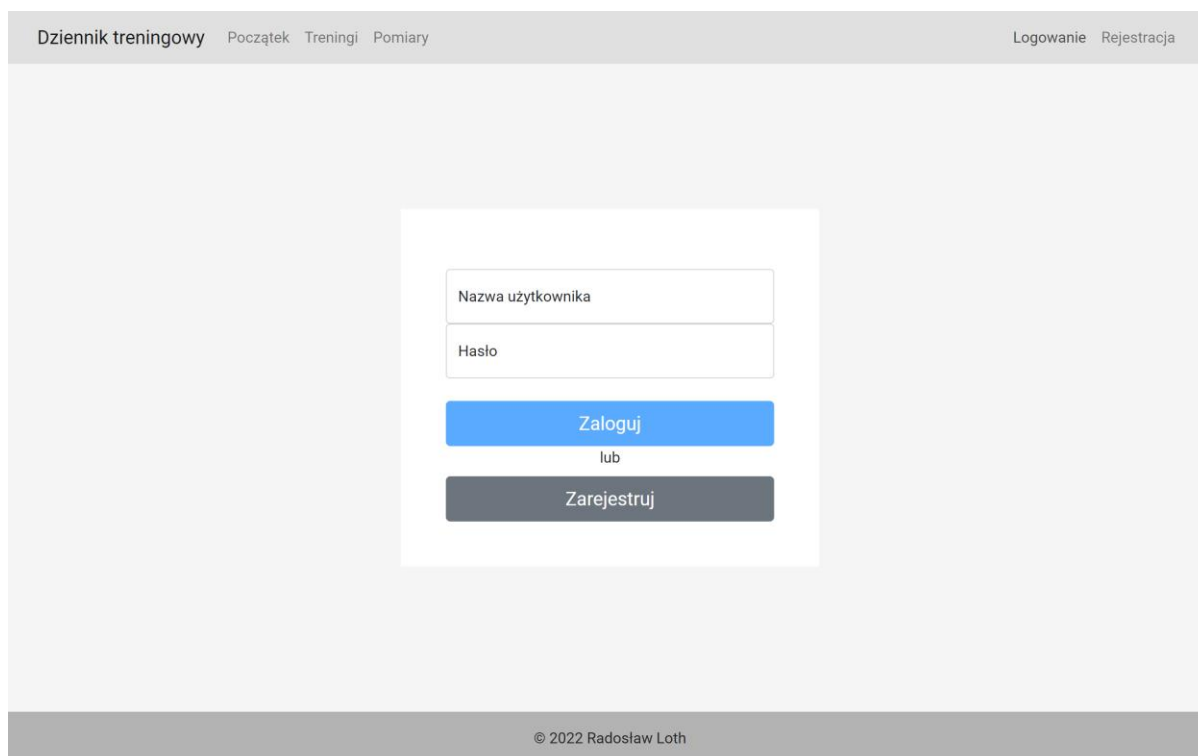 Dziennik treningowy Początek Treningi Pomiary Logowanie Rejestracja
Nazwa użytkownika
Hasło
Zaloguj
lub
Zarejestruj
© 2022 Radosław Loth